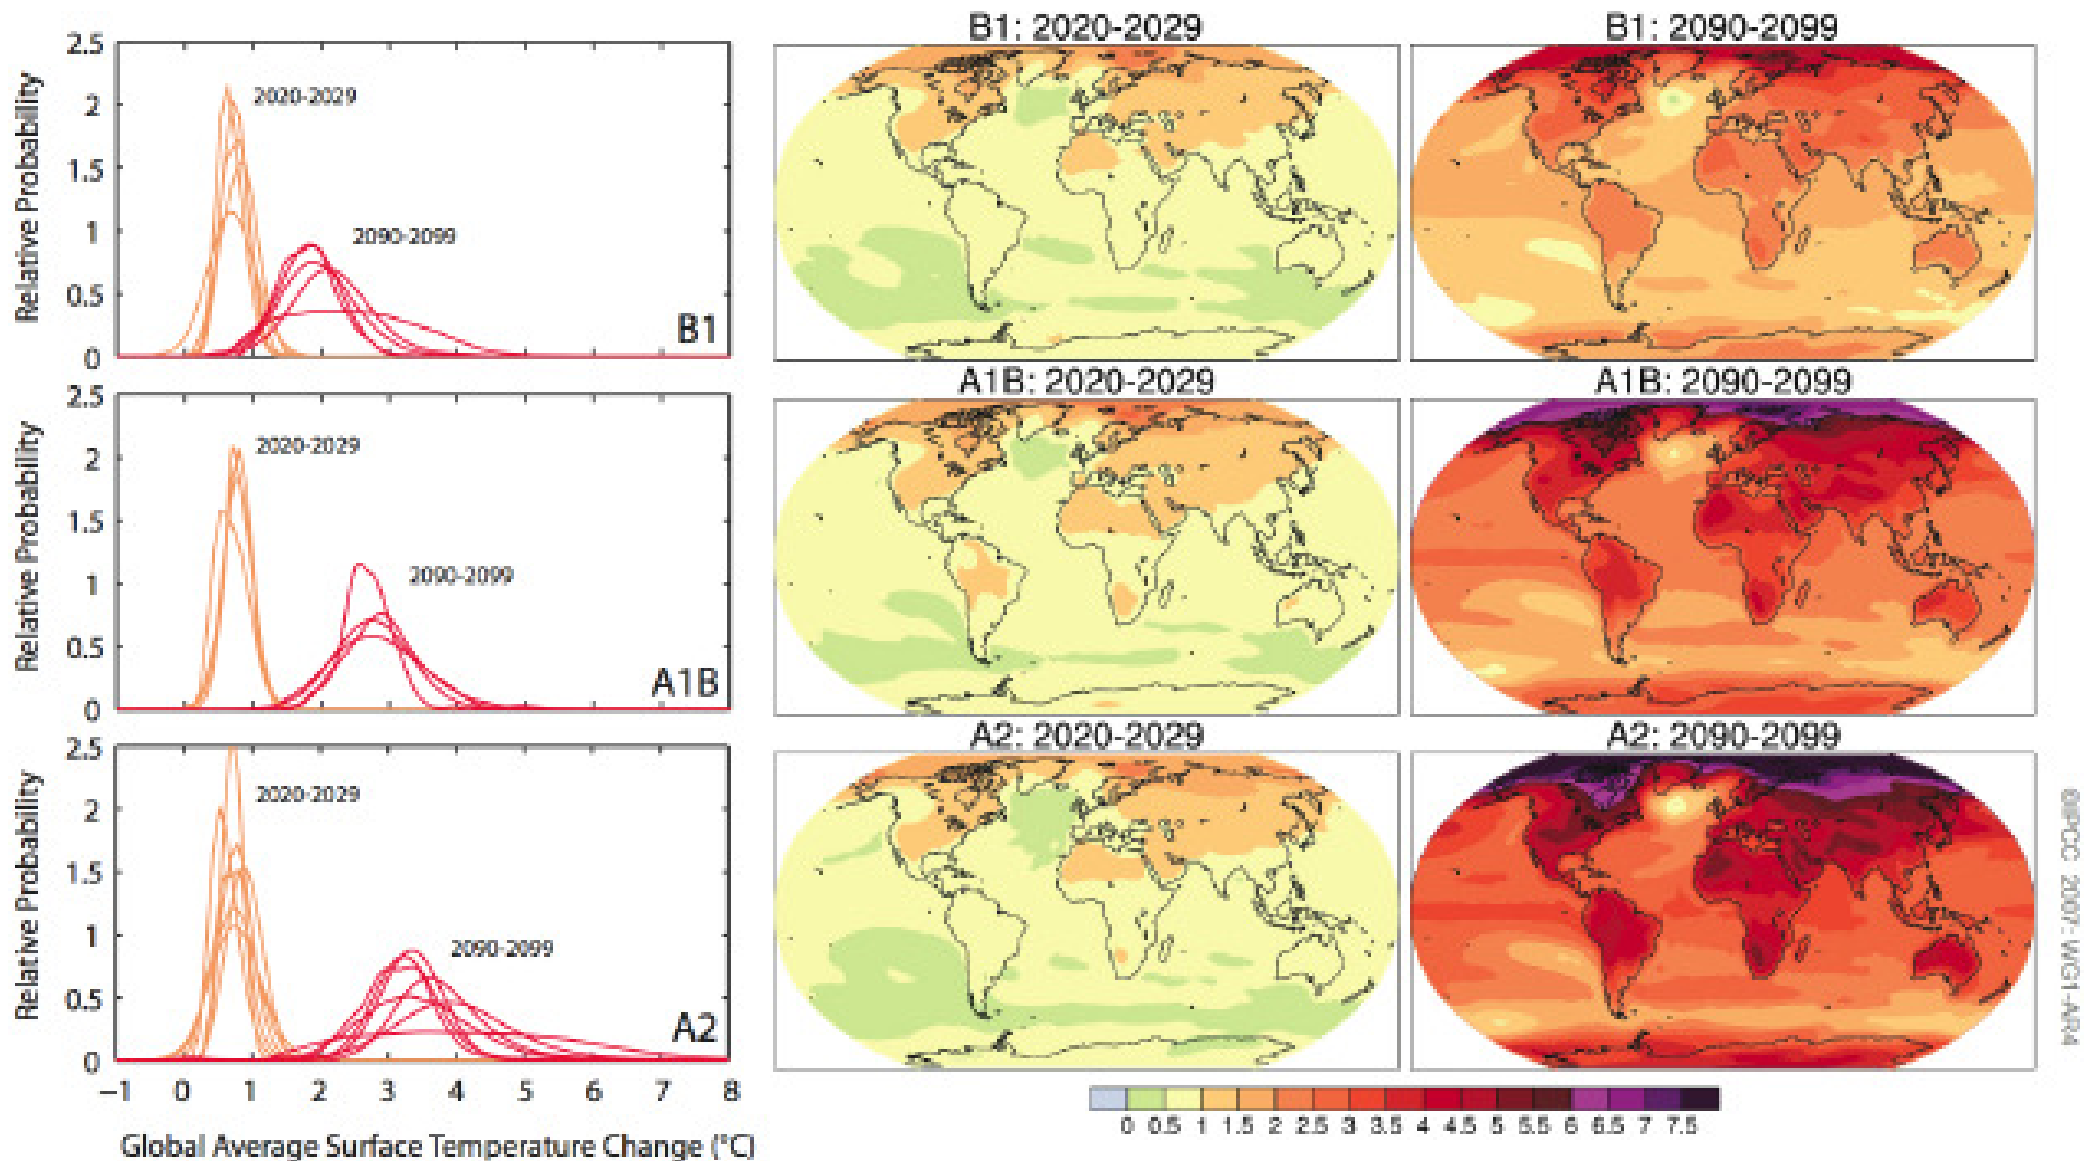 B1: 2020-2029
B1: 2090-2099
2.5
2
1.5
1
0.5
0
Relative Probability
2020-2029
2090-2099
B1
A1B: 2020-2029
A1B: 2090-2099
2.5
2
1.5
1
0.5
0
Relative Probability
2020-2029
2090-2099
A1B
A2: 2020-2029
A2: 2090-2099
2.5
2
1.5
1
0.5
0
Relative Probability
2020-2029
2090-2099
A2
−1 0 1 2 3 4 5 6 7 8
Global Average Surface Temperature Change (°C)
0 0.5 1 1.5 2 2.5 3 3.5 4 4.5 5 5.5 6 6.5 7 7.5
©IPCC 2007: WG1-AR4